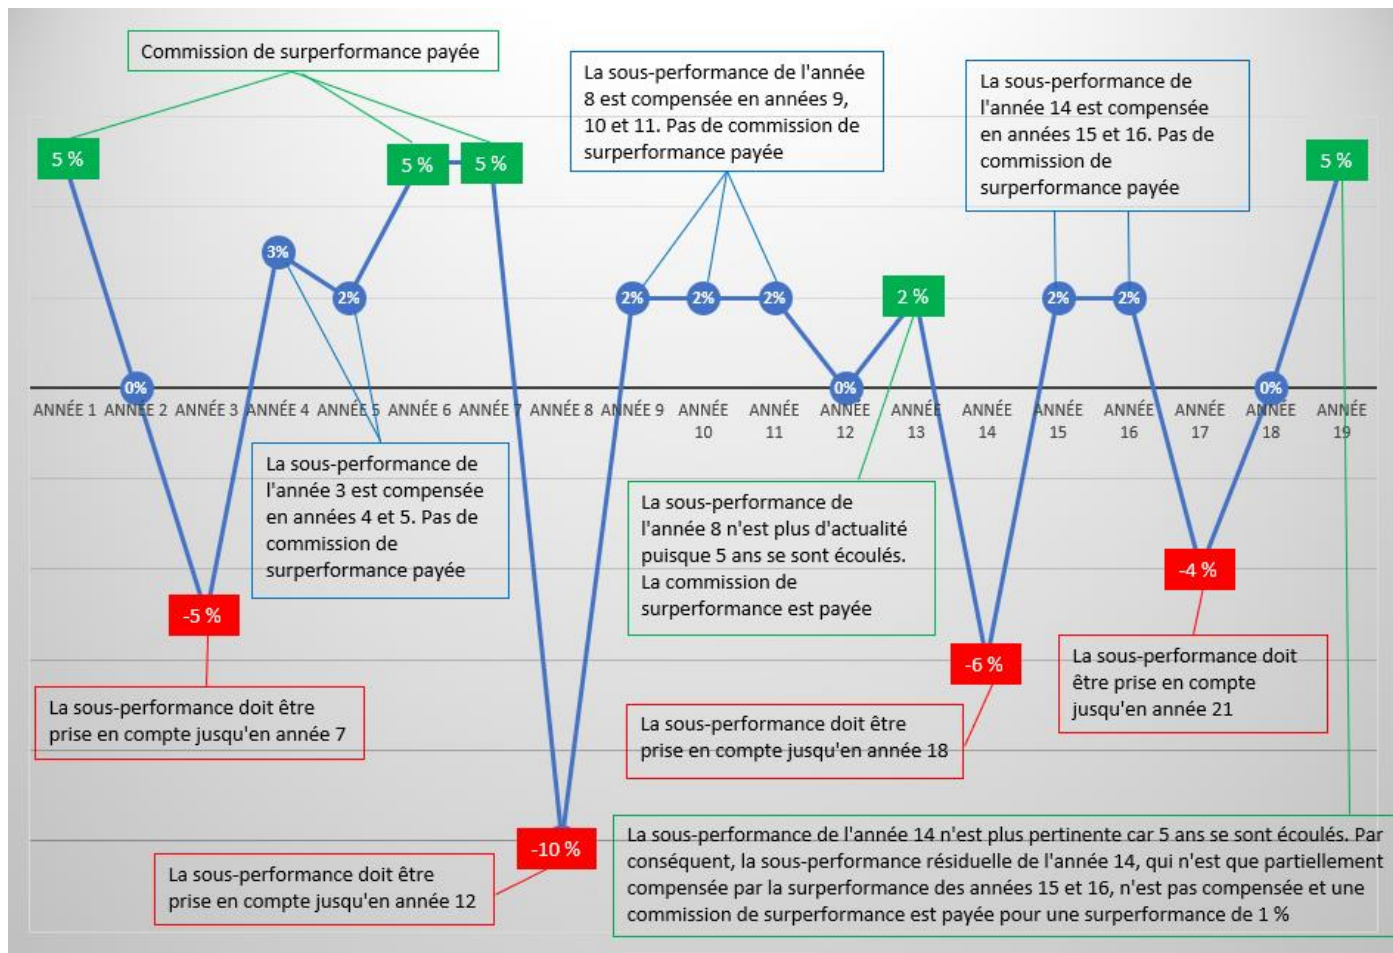 Commission de surperformance payée
La sous-performance de l'année
8 est compensée en années 9,
10 et 11. Pas de commission de
surperformance payée
La sous-performance de
l'année 14 est compensée
en années 15 et 16. Pas de
commission de
surperformance payée
5 %
5 %
5 %
5 %
3%
2%
2%
2%
2%
2 %
2%
2%
0%
0%
0%
ANNÉE 1
ANNÉE 2
ANNÉE 3
ANNÉE 4
ANNÉE 5
ANNÉE 6
ANNÉE 7
ANNÉE 8
ANNÉE 9
ANNÉE
10
ANNÉE
11
ANNÉE
12
ANNÉE
13
ANNÉE
14
ANNÉE
15
ANNÉE
16
ANNÉE
17
ANNÉE
18
ANNÉE
19
La sous-performance de
l'année 3 est compensée
en années 4 et 5. Pas de
commission de
surperformance payée
La sous-performance de
l'année 8 n'est plus d'actualité
puisque 5 ans se sont écoulés.
La commission de
surperformance est payée
-5 %
-4 %
-6 %
La sous-performance doit
être prise en compte
jusqu'en année 21
La sous-performance doit être
prise en compte jusqu'en année 7
La sous-performance doit être
prise en compte jusqu'en année 18
-10 %
La sous-performance doit être
prise en compte jusqu'en année 12
La sous-performance de l'année 14 n'est plus pertinente car 5 ans se sont écoulés. Par
conséquent, la sous-performance résiduelle de l'année 14, qui n'est que partiellement
compensée par la surperformance des années 15 et 16, n'est pas compensée et une
commission de surperformance est payée pour une surperformance de 1 %